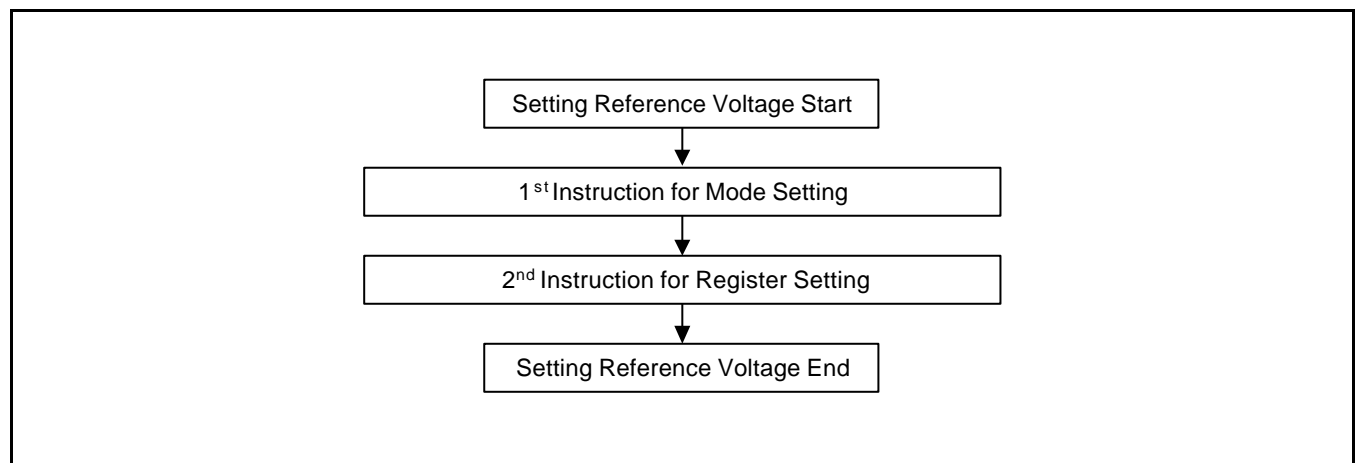 Setting Reference Voltage Start
1st Instruction for Mode Setting
2nd Instruction for Register Setting
Setting Reference Voltage End